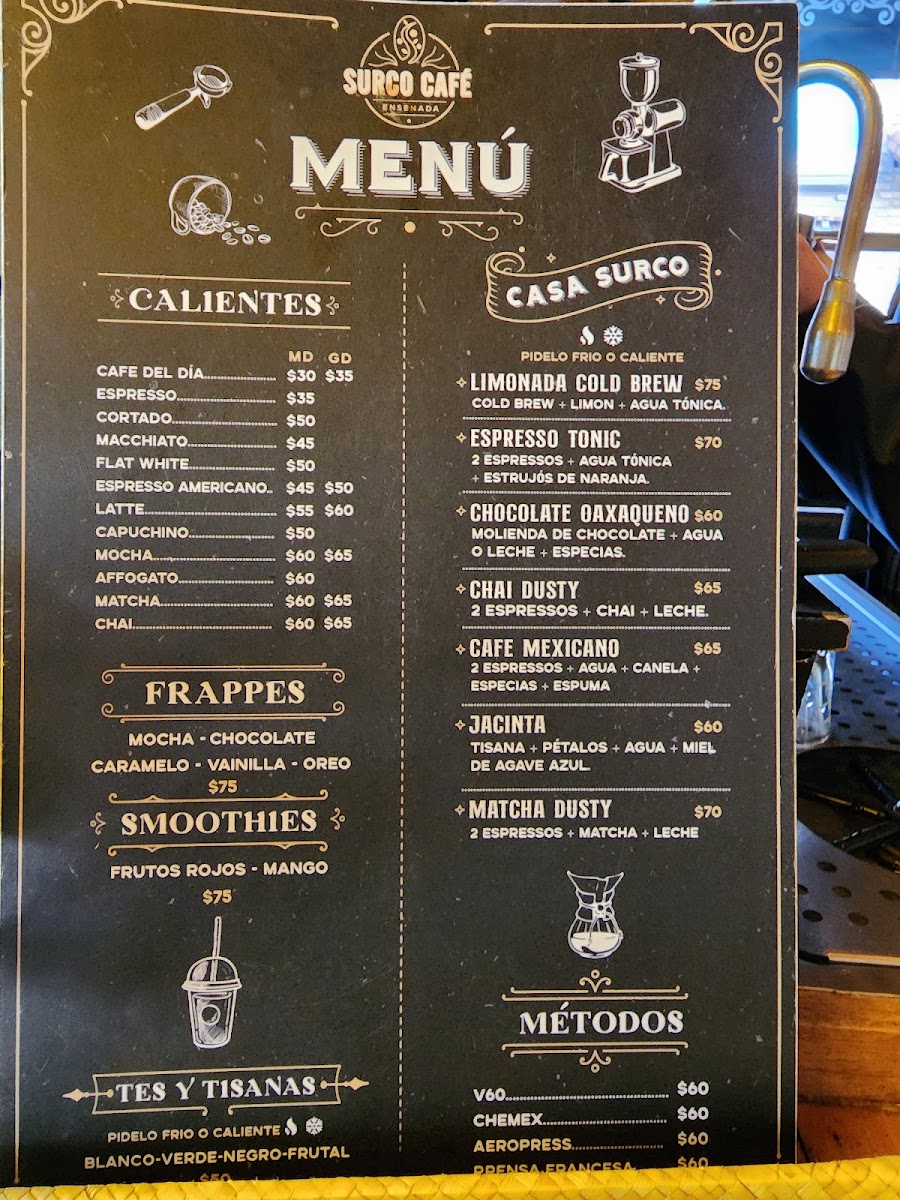 SURCO CAFÉ
ENSENADA
MENÚ
CALIENTES
MD GD
CAFE DEL DÍA $30 $35
ESPRESSO $35
CORTADO $50
MACCHIATO $45
FLAT WHITE $50
ESPRESSO AMERICANO $45 $50
LATTE $55 $60
CAPUCHINO $50
MOCHA $60 $65
AFFOGATO $60
MATCHA $60 $65
CHAI $60 $65
FRAPPES
MOCHA - CHOCOLATE
CARAMELO - VAINILLA - OREO
$75
SMOOTHIES
FRUTOS ROJOS - MANGO
$75
TES Y TISANAS
PIDELO FRIO O CALIENTE
BLANCO-VERDE-NEGRO-FRUTAL
$50
CASA SURCO
PIDELO FRIO O CALIENTE
LIMONADA COLD BREW $75
COLD BREW + LIMON + AGUA TÓNICA.
ESPRESSO TONIC $70
2 ESPRESSOS + AGUA TÓNICA
+ ESTRUJÓS DE NARANJA.
CHOCOLATE OAXAQUENO $60
MOLIENDA DE CHOCOLATE + AGUA
O LECHE + ESPECIAS.
CHAI DUSTY $65
2 ESPRESSOS + CHAI + LECHE.
CAFE MEXICANO $65
2 ESPRESSOS + AGUA + CANELA +
ESPECIAS + ESPUMA
JACINTA $60
TISANA + PÉTALOS + AGUA + MIEL
DE AGAVE AZUL.
MATCHA DUSTY $70
2 ESPRESSOS + MATCHA + LECHE
MÉTODOS
V60 $60
CHEMEX $60
AEROPRESS $60
PRENSA FRANCESA $60